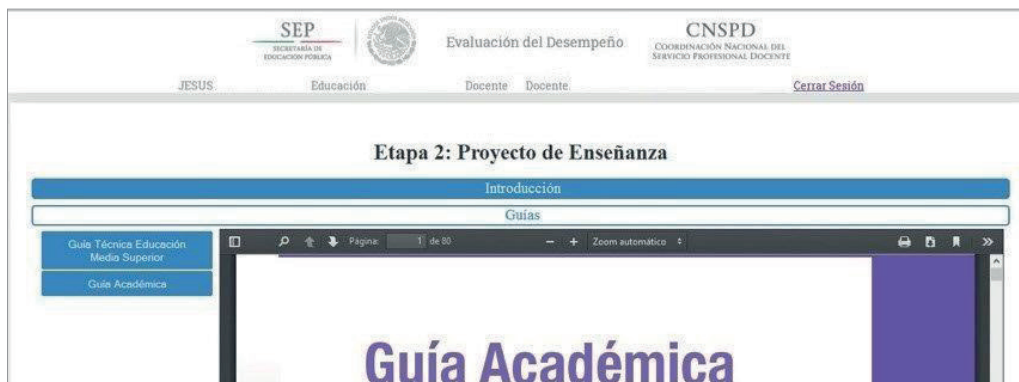 SEP
SECRETARÍA DE
EDUCACIÓN PÚBLICA
Evaluación del Desempeño
CNSPD
COORDINACIÓN NACIONAL DEL
SERVICIO PROFESIONAL DOCENTE
JESUS Educación Docente Docente Cerrar Sesión
Etapa 2: Proyecto de Enseñanza
Introducción
Guías
Guía Técnica Educación
Media Superior
Guía Académica
Página: 1 de 80 − + Zoom automático
Guía Académica